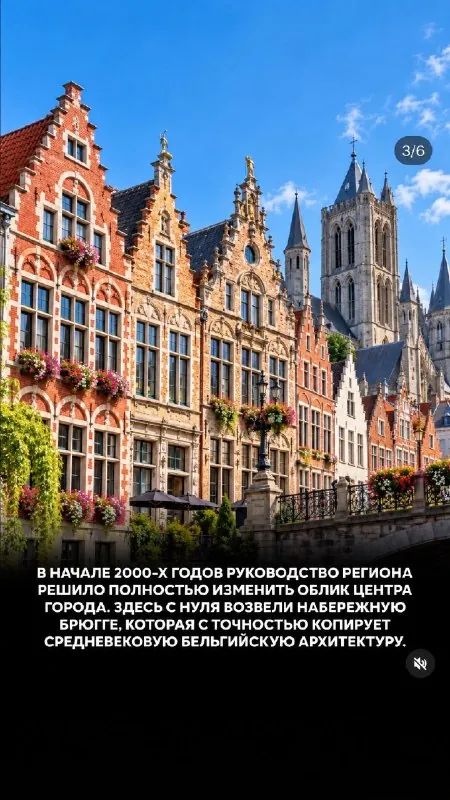 3/6
В НАЧАЛЕ 2000-Х ГОДОВ РУКОВОДСТВО РЕГИОНА
РЕШИЛО ПОЛНОСТЬЮ ИЗМЕНИТЬ ОБЛИК ЦЕНТРА
ГОРОДА. ЗДЕСЬ С НУЛЯ ВОЗВЕЛИ НАБЕРЕЖНУЮ
БРЮГГЕ, КОТОРАЯ С ТОЧНОСТЬЮ КОПИРУЕТ
СРЕДНЕВЕКОВУЮ БЕЛЬГИЙСКУЮ АРХИТЕКТУРУ.